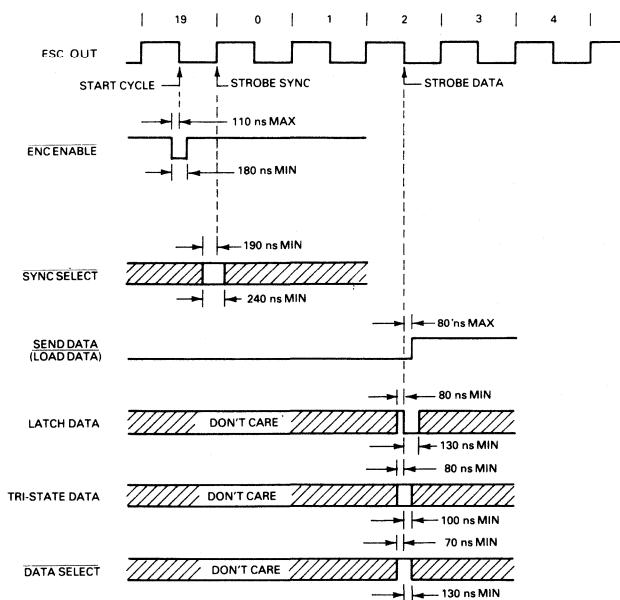 19 0 1 2 3 4
ESC OUT
START CYCLE STROBE SYNC STROBE DATA
110 ns MAX
ENC ENABLE
180 ns MIN
190 ns MIN
SYNC SELECT
240 ns MIN
80 ns MAX
SEND DATA
(LOAD DATA)
80 ns MIN
LATCH DATA DON'T CARE
130 ns MIN
80 ns MIN
TRI-STATE DATA DON'T CARE
100 ns MIN
70 ns MIN
DATA SELECT DON'T CARE
130 ns MIN